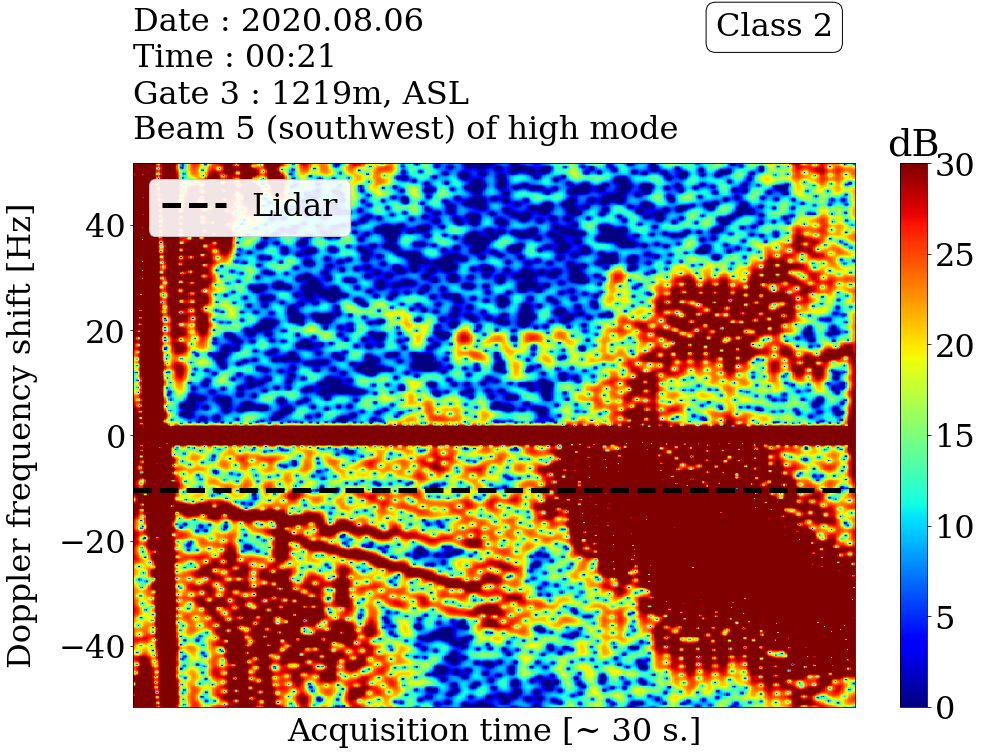 Date : 2020.08.06
Time : 00:21
Gate 3 : 1219m, ASL
Beam 5 (southwest) of high mode
Class 2
dB
Lidar
Doppler frequency shift [Hz]
40
20
0
−20
−40
30
25
20
15
10
5
0
Acquisition time [~ 30 s.]